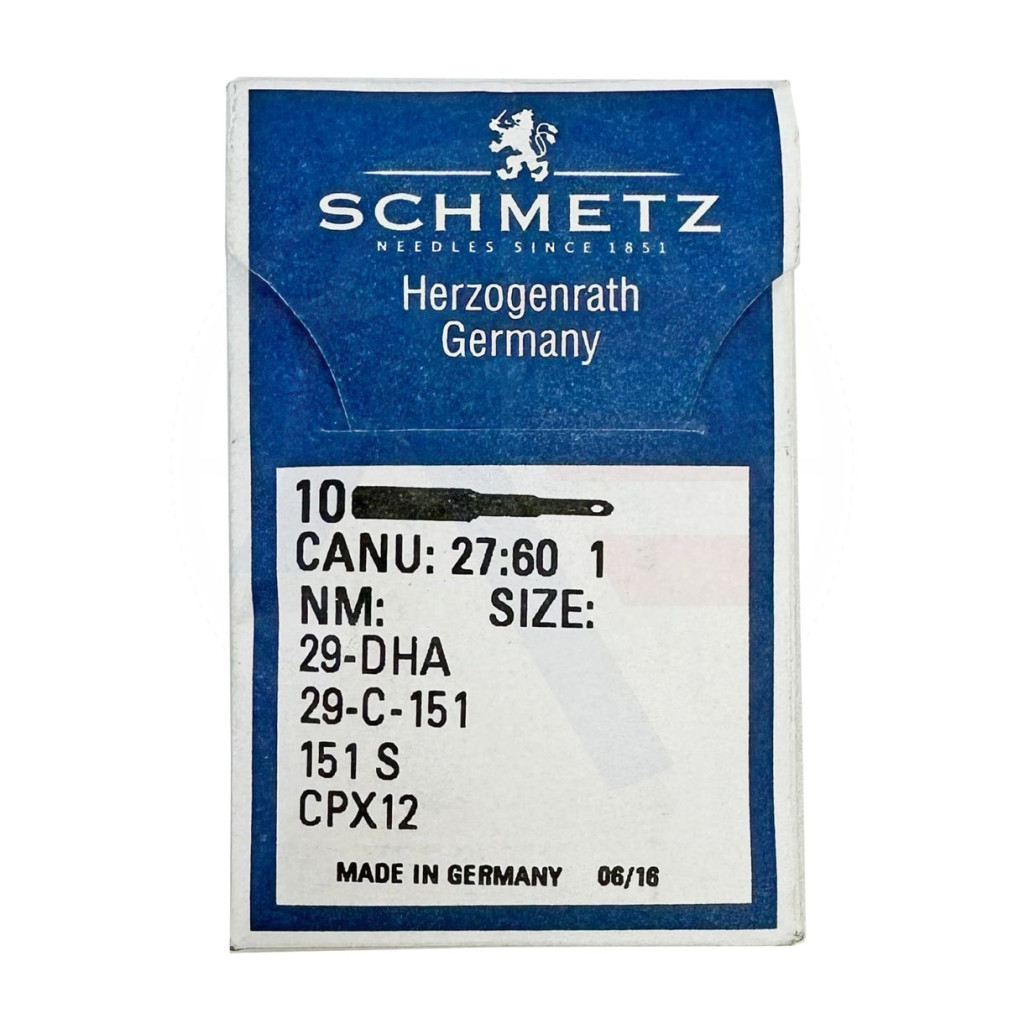 SCHMETZ
NEEDLES SINCE 1851
Herzogenrath
Germany
10
CANU: 27:60 1
NM: SIZE:
29-DHA
29-C-151
151 S
CPX12
MADE IN GERMANY 06/16